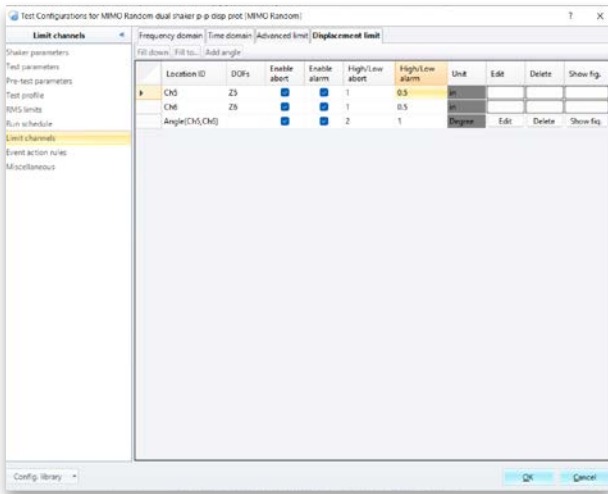 Test Configurations for MIMO Random dual shaker p-p disp prot (MIMO Random)
Limit channels
Shaker parameters
Test parameters
Pre-test parameters
Test profile
RMS limits
Run schedule
Limit channels
Event action rules
Miscellaneous
Frequency domain Time domain Advanced limit Displacement limit
Fill down Fill to... Add angle
Location ID DOFs Enable abort Enable alarm High/Low abort High/Low alarm Unit Edit Delete Show fig.
Ch5 Z5 1 0.5 in
Ch6 Z6 1 0.5 in
Angle(Ch5,Ch6) 2 1 Degree Edit Delete Show fig.
Config. library
OK Cancel